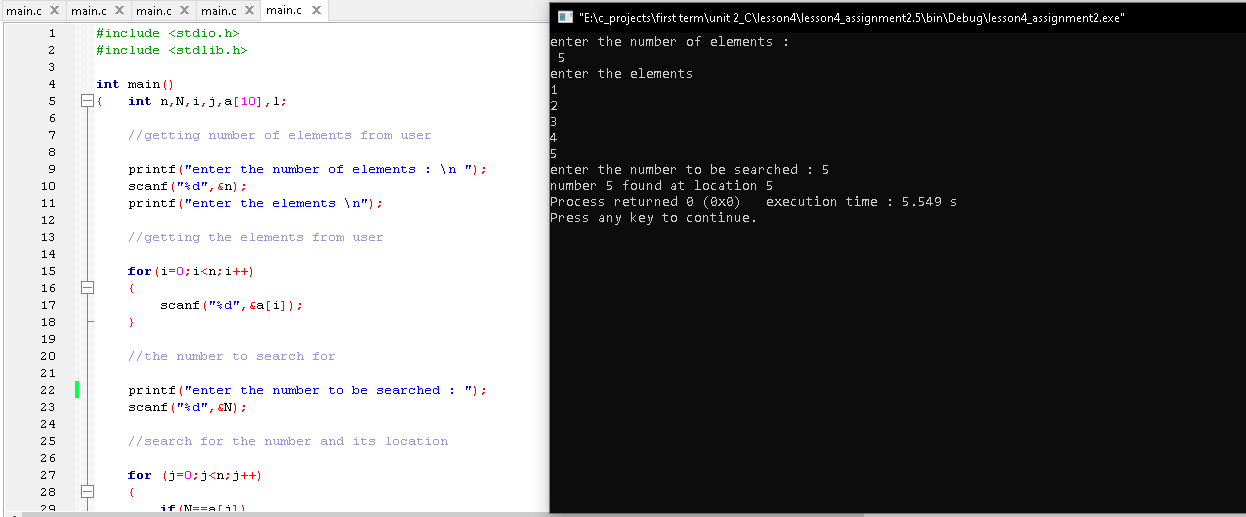 main.c main.c main.c main.c main.c
1 #include <stdio.h>
2 #include <stdlib.h>
3
4 int main()
5 { int n,N,i,j,a[10],l;
6
7 //getting number of elements from user
8
9 printf("enter the number of elements : \n ");
10 scanf("%d",&n);
11 printf("enter the elements \n");
12
13 //getting the elements from user
14
15 for(i=0;i<n;i++)
16 {
17 scanf("%d",&a[i]);
18 }
19
20 //the number to search for
21
22 printf("enter the number to be searched : ");
23 scanf("%d",&N);
24
25 //search for the number and its location
26
27 for (j=0;j<n;j++)
28 {
29 if(N==a[j])
"E:\c_projects\first term\unit 2_C\lesson4\lesson4_assignment2.5\bin\Debug\lesson4_assignment2.exe"
enter the number of elements :
5
enter the elements
1
2
3
4
5
enter the number to be searched : 5
number 5 found at location 5
Process returned 0 (0x0) execution time : 5.549 s
Press any key to continue.